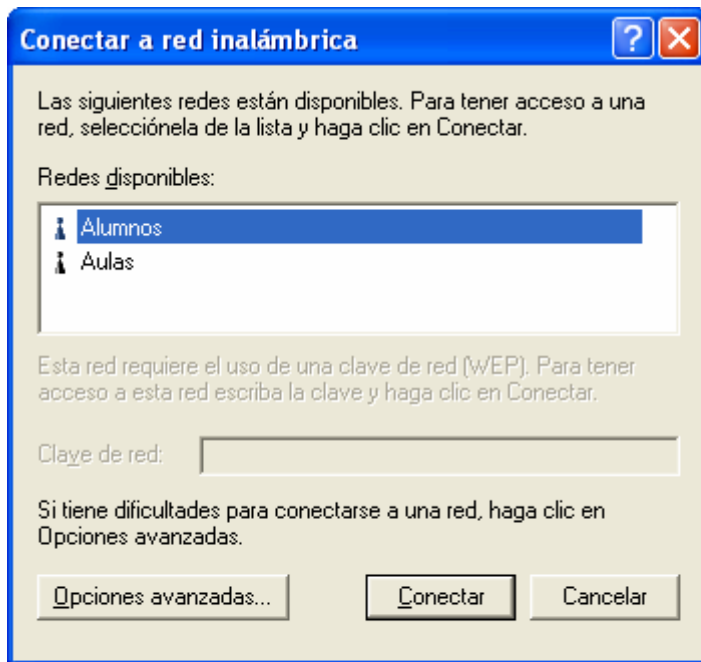 Conectar a red inalámbrica
Las siguientes redes están disponibles. Para tener acceso a una
red, selecciónela de la lista y haga clic en Conectar.
Redes disponibles:
Alumnos
Aulas
Esta red requiere el uso de una clave de red (WEP). Para tener
acceso a esta red escriba la clave y haga clic en Conectar.
Clave de red:
Si tiene dificultades para conectarse a una red, haga clic en
Opciones avanzadas.
Opciones avanzadas... Conectar Cancelar